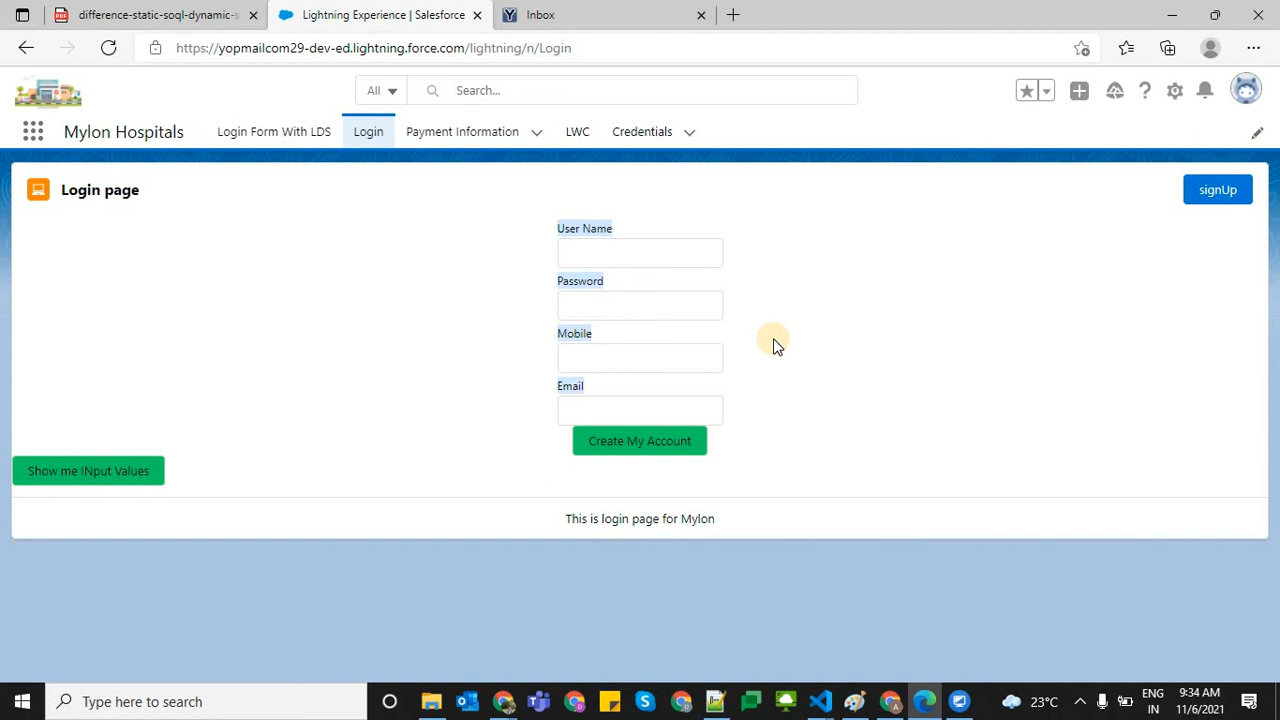 difference-static-soql-dynamic-s
Lightning Experience | Salesforce
Inbox
https://yopmailcom29-dev-ed.lightning.force.com/lightning/n/Login
All
Search...
Mylon Hospitals
Login Form With LDS
Login
Payment Information
LWC
Credentials
Login page
signUp
User Name
Password
Mobile
Email
Create My Account
Show me INput Values
This is login page for Mylon
Type here to search
23°C
ENG
IN
9:34 AM
11/6/2021